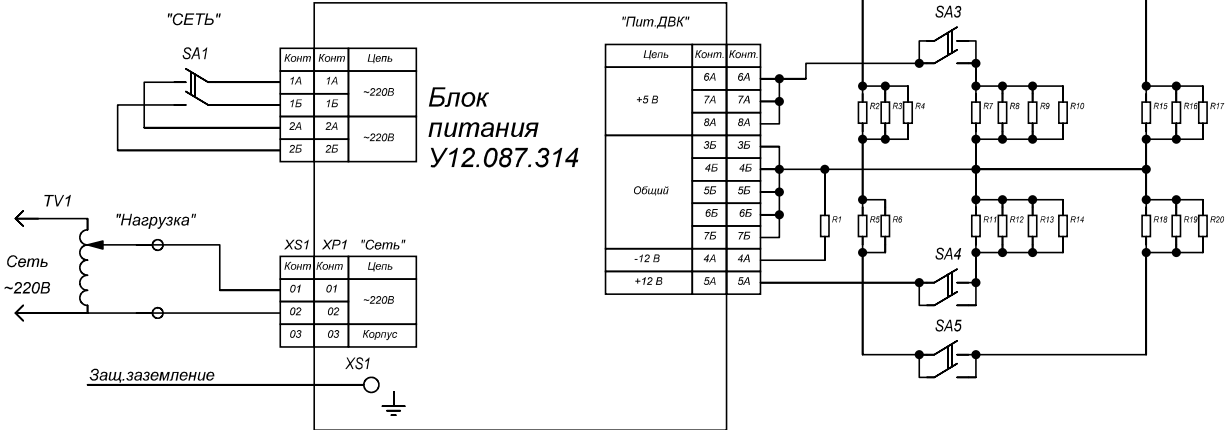 "СЕТЬ"
SA1
Конт Конт Цепь
1А 1А ~220В
1Б 1Б
2А 2А ~220В
2Б 2Б
Блок
питания
У12.087.314
"Пит.ДВК"
Цепь Конт. Конт.
+5 В
6А 6А
7А 7А
8А 8А
Общий
3Б 3Б
4Б 4Б
5Б 5Б
6Б 6Б
7Б 7Б
-12 В 4А 4А
+12 В 5А 5А
SA3
R2 R3 R4 R7 R8 R9 R10 R15 R16 R17
R1 R5 R6 R11 R12 R13 R14 R18 R19 R20
SA4
SA5
TV1
"Нагрузка"
Сеть
~220В
XS1 XP1 "Сеть"
Конт Конт Цепь
01 01 ~220В
02 02
03 03 Корпус
XS1
Защ.заземление